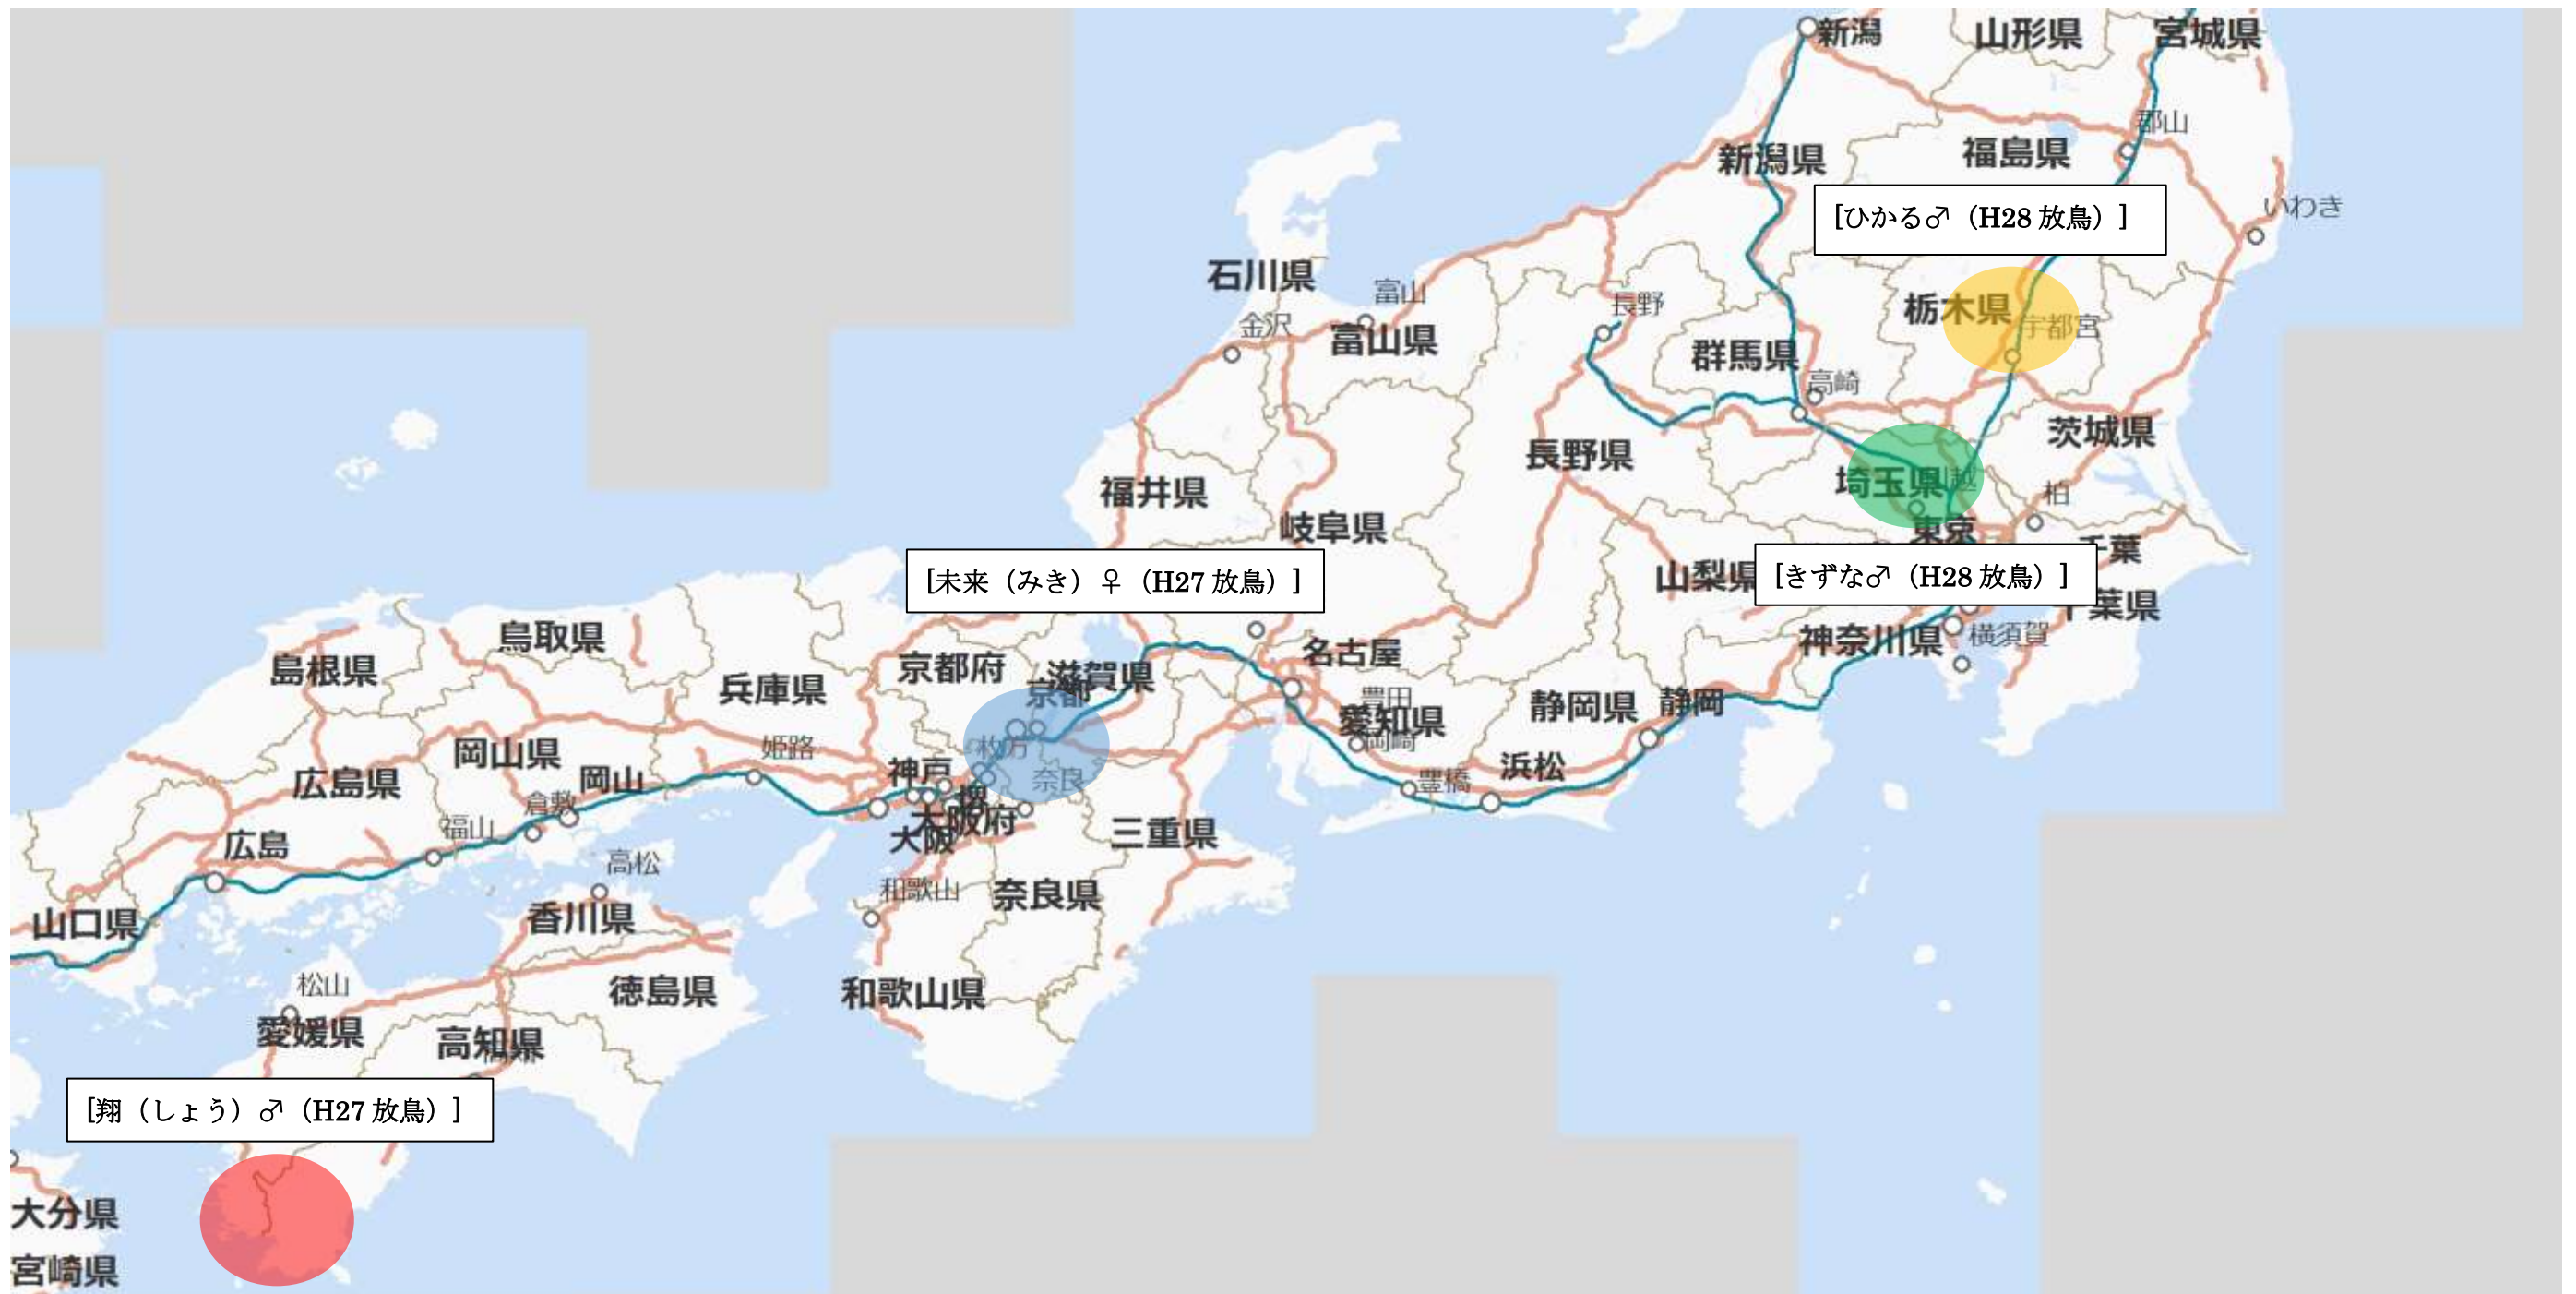 新潟
山形県
宮城県
郡山
新潟県
福島県
いわき
[ひかる♂（H28 放鳥）]
石川県
富山
長野
栃木県
宇都宮
金沢
富山県
群馬県
高崎
茨城県
長野県
埼玉県
川越
柏
福井県
岐阜県
東京
千葉
[未来（みき）♀（H27 放鳥）]
山梨県
[きずな♂（H28 放鳥）]
千葉県
鳥取県
神奈川県
横須賀
島根県
京都府
滋賀県
名古屋
兵庫県
京都
豊田
静岡県
静岡
愛知県
岡崎
岡山県
姫路
枚方
広島県
岡山
神戸
奈良
豊橋
浜松
倉敷
堺
福山
大阪府
広島
大阪
三重県
高松
和歌山
奈良県
山口県
香川県
松山
徳島県
和歌山県
愛媛県
高知県
[翔（しょう）♂（H27 放鳥）]
大分県
宮崎県